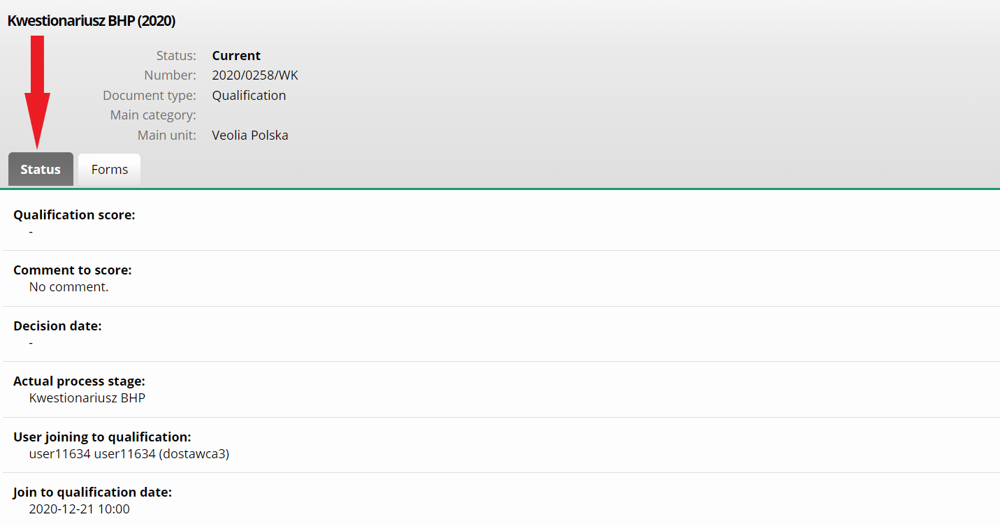 Kwestionariusz BHP (2020)
Status: Current
Number: 2020/0258/WK
Document type: Qualification
Main category:
Main unit: Veolia Polska
Status Forms
Qualification score:
-
Comment to score:
No comment.
Decision date:
-
Actual process stage:
Kwestionariusz BHP
User joining to qualification:
user11634 user11634 (dostawca3)
Join to qualification date:
2020-12-21 10:00